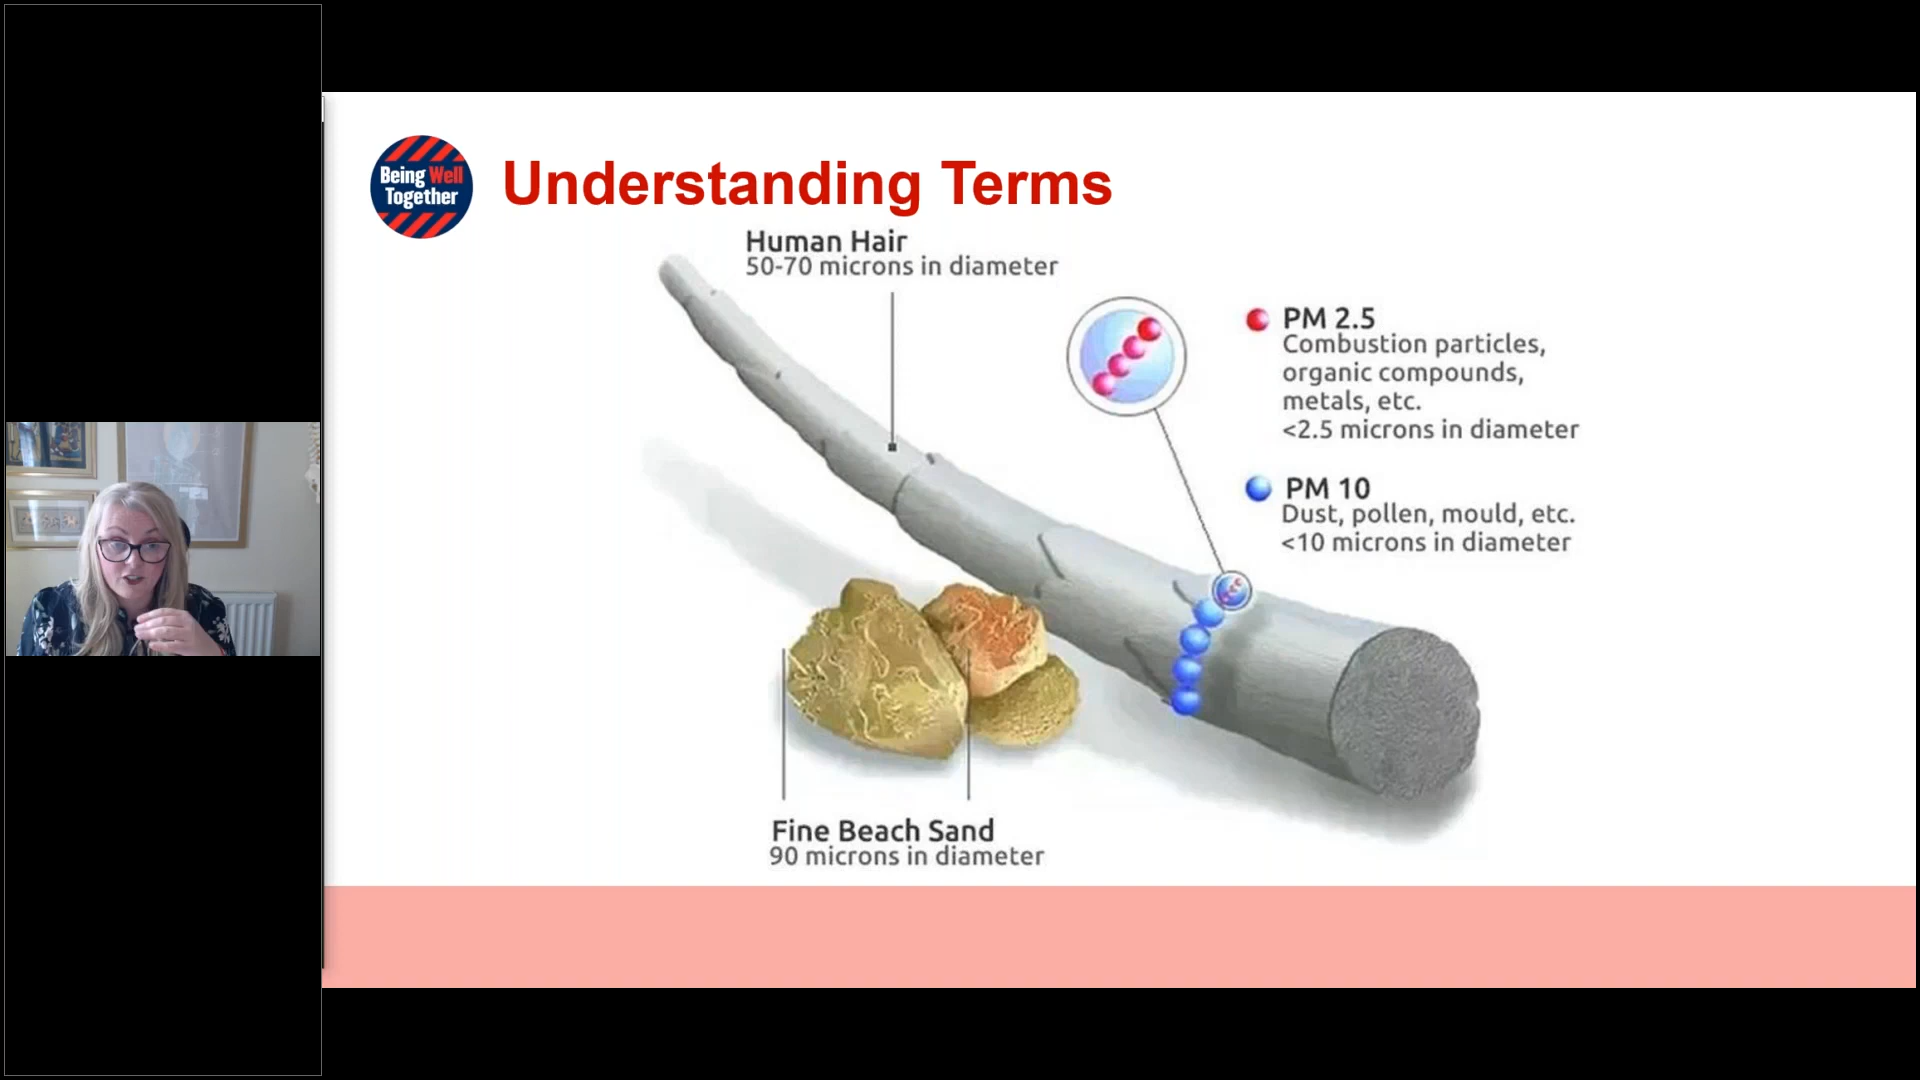 Being Well
Together
Understanding Terms
Human Hair
50-70 microns in diameter
PM 2.5
Combustion particles,
organic compounds,
metals, etc.
<2.5 microns in diameter
PM 10
Dust, pollen, mould, etc.
<10 microns in diameter
Fine Beach Sand
90 microns in diameter